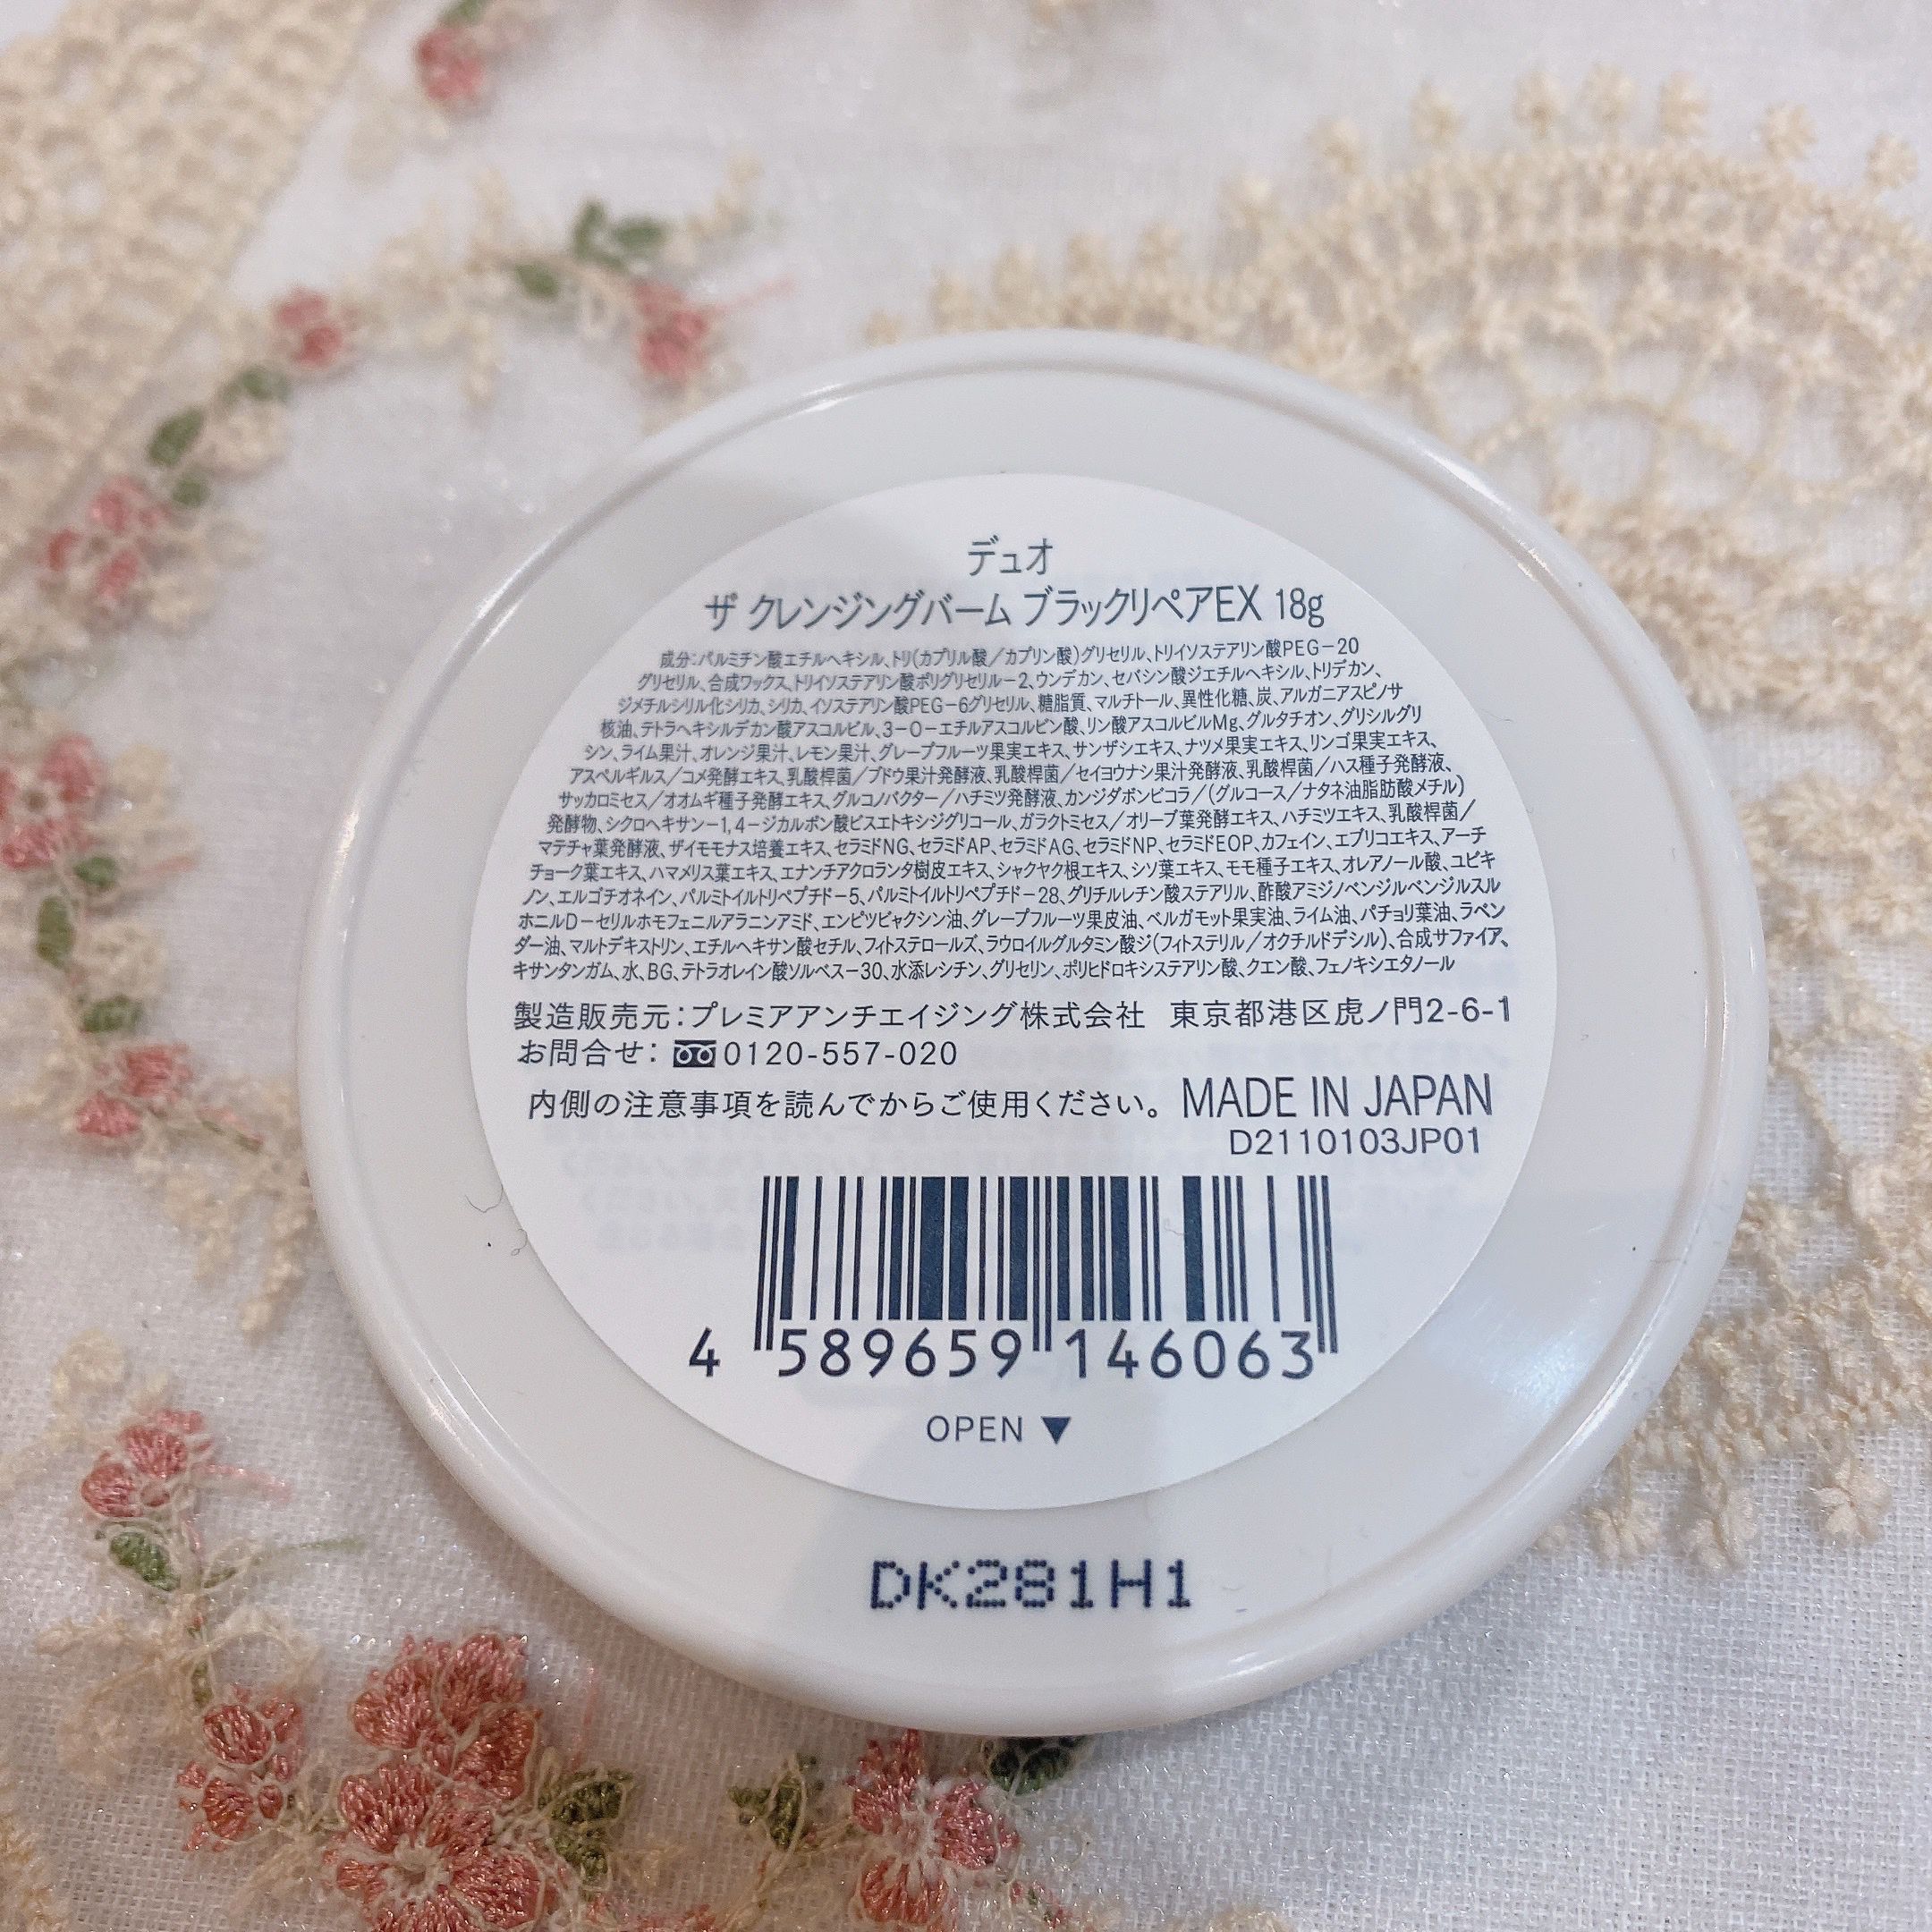 デュオ
ザ クレンジングバーム ブラックリペアEX 18g
成分:パルミチン酸エチルヘキシル、トリ(カプリル酸／カプリン酸)グリセリル、トリイソステアリン酸PEG－20
グリセリル、合成ワックス、トリイソステアリン酸ポリグリセリル－2、ウンデカン、セバシン酸ジエチルヘキシル、トリデカン、
ジメチルシリル化シリカ、シリカ、イソステアリン酸PEG－6グリセリル、糖脂質、マルチトール、異性化糖、炭、アルガニアスピノサ
核油、テトラヘキシルデカン酸アスコルビル、3－O－エチルアスコルビン酸、リン酸アスコルビルMg、グルタチオン、グリシルグリ
シン、ライム果汁、オレンジ果汁、レモン果汁、グレープフルーツ果実エキス、サンザシエキス、ナツメ果実エキス、リンゴ果実エキス、
アスペルギルス／コメ発酵エキス、乳酸桿菌／ブドウ果汁発酵液、乳酸桿菌／セイヨウナシ果汁発酵液、乳酸桿菌／ハス種子発酵液、
サッカロミセス／オオムギ種子発酵エキス、グルコノバクター／ハチミツ発酵液、カンジダボンビコラ／(グルコース／ナタネ油脂肪酸メチル)
発酵物、シクロヘキサン－1,4－ジカルボン酸ビスエトキシジグリコール、ガラクトミセス／オリーブ葉発酵エキス、ハチミツエキス、乳酸桿菌／
マテチャ葉発酵液、ザイモモナス培養エキス、セラミドNG、セラミドAP、セラミドAG、セラミドNP、セラミドEOP、カフェイン、エブリコエキス、アーチ
チョーク葉エキス、ハマメリス葉エキス、エナンチアクロランタ樹皮エキス、シャクヤク根エキス、シソ葉エキス、モモ種子エキス、オレアノール酸、ユビキ
ノン、エルゴチオネイン、パルミトイルトリペプチド－5、パルミトイルトリペプチド－28、グリチルレチン酸ステアリル、酢酸アミジノベンジルベンジルスル
ホニルD－セリルホモフェニルアラニンアミド、エンピツビャクシン油、グレープフルーツ果皮油、ベルガモット果実油、ライム油、パチョリ葉油、ラベン
ダー油、マルトデキストリン、エチルヘキサン酸セチル、フィトステロールズ、ラウロイルグルタミン酸ジ(フィトステリル／オクチルドデシル)、合成サファイア、
キサンタンガム、水、BG、テトラオレイン酸ソルベス－30、水添レシチン、グリセリン、ポリヒドロキシステアリン酸、クエン酸、フェノキシエタノール
製造販売元:プレミアアンチエイジング株式会社 東京都港区虎ノ門2-6-1
お問合せ: 0120-557-020
内側の注意事項を読んでからご使用ください。 MADE IN JAPAN
D2110103JP01
4 589659 146063
OPEN ▼
DK281H1